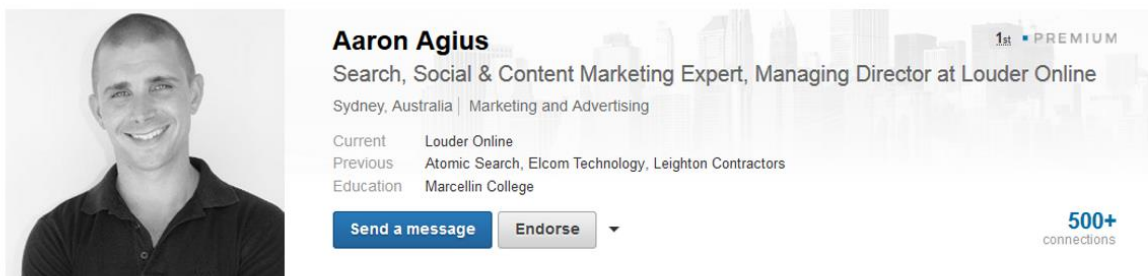 Aaron Agius
1st PREMIUM
Search, Social & Content Marketing Expert, Managing Director at Louder Online
Sydney, Australia | Marketing and Advertising
Current Louder Online
Previous Atomic Search, Elcom Technology, Leighton Contractors
Education Marcellin College
Send a message Endorse
500+
connections